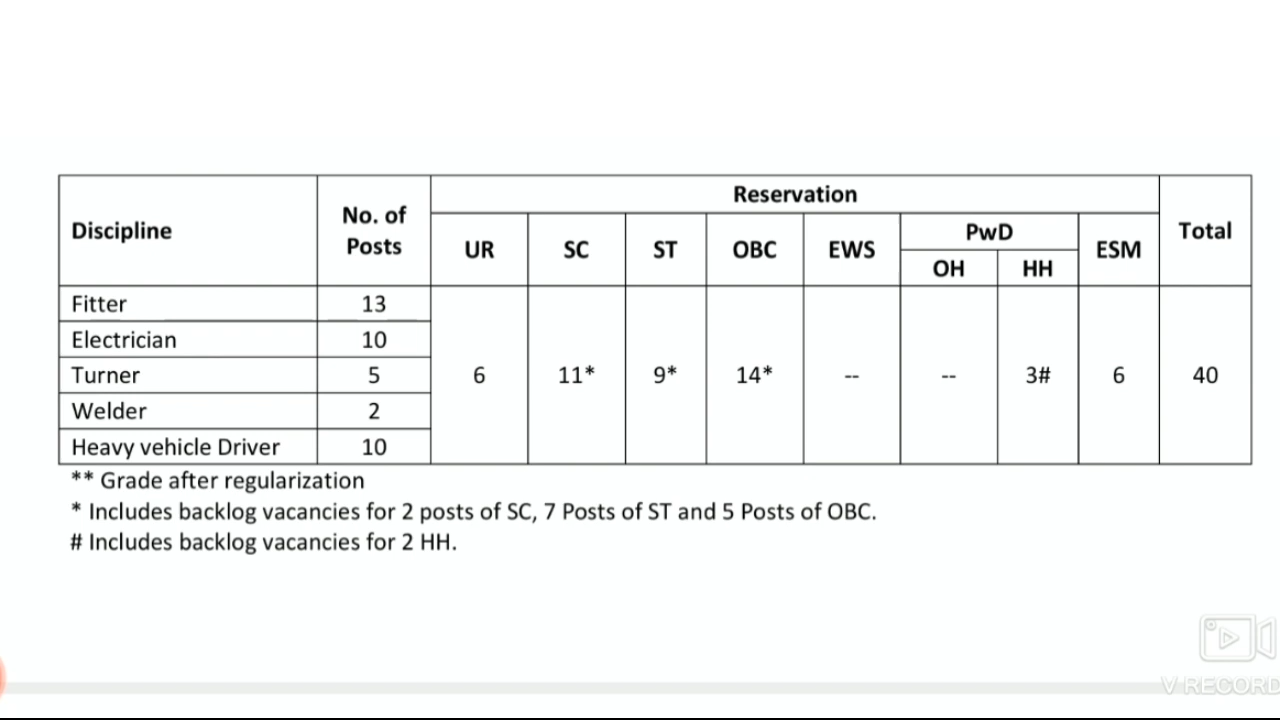 Discipline No. of Posts Reservation Total
UR SC ST OBC EWS PwD ESM
OH HH
Fitter 13
Electrician 10
Turner 5 6 11* 9* 14* -- -- 3# 6 40
Welder 2
Heavy vehicle Driver 10
** Grade after regularization
* Includes backlog vacancies for 2 posts of SC, 7 Posts of ST and 5 Posts of OBC.
# Includes backlog vacancies for 2 HH.
V RECORD